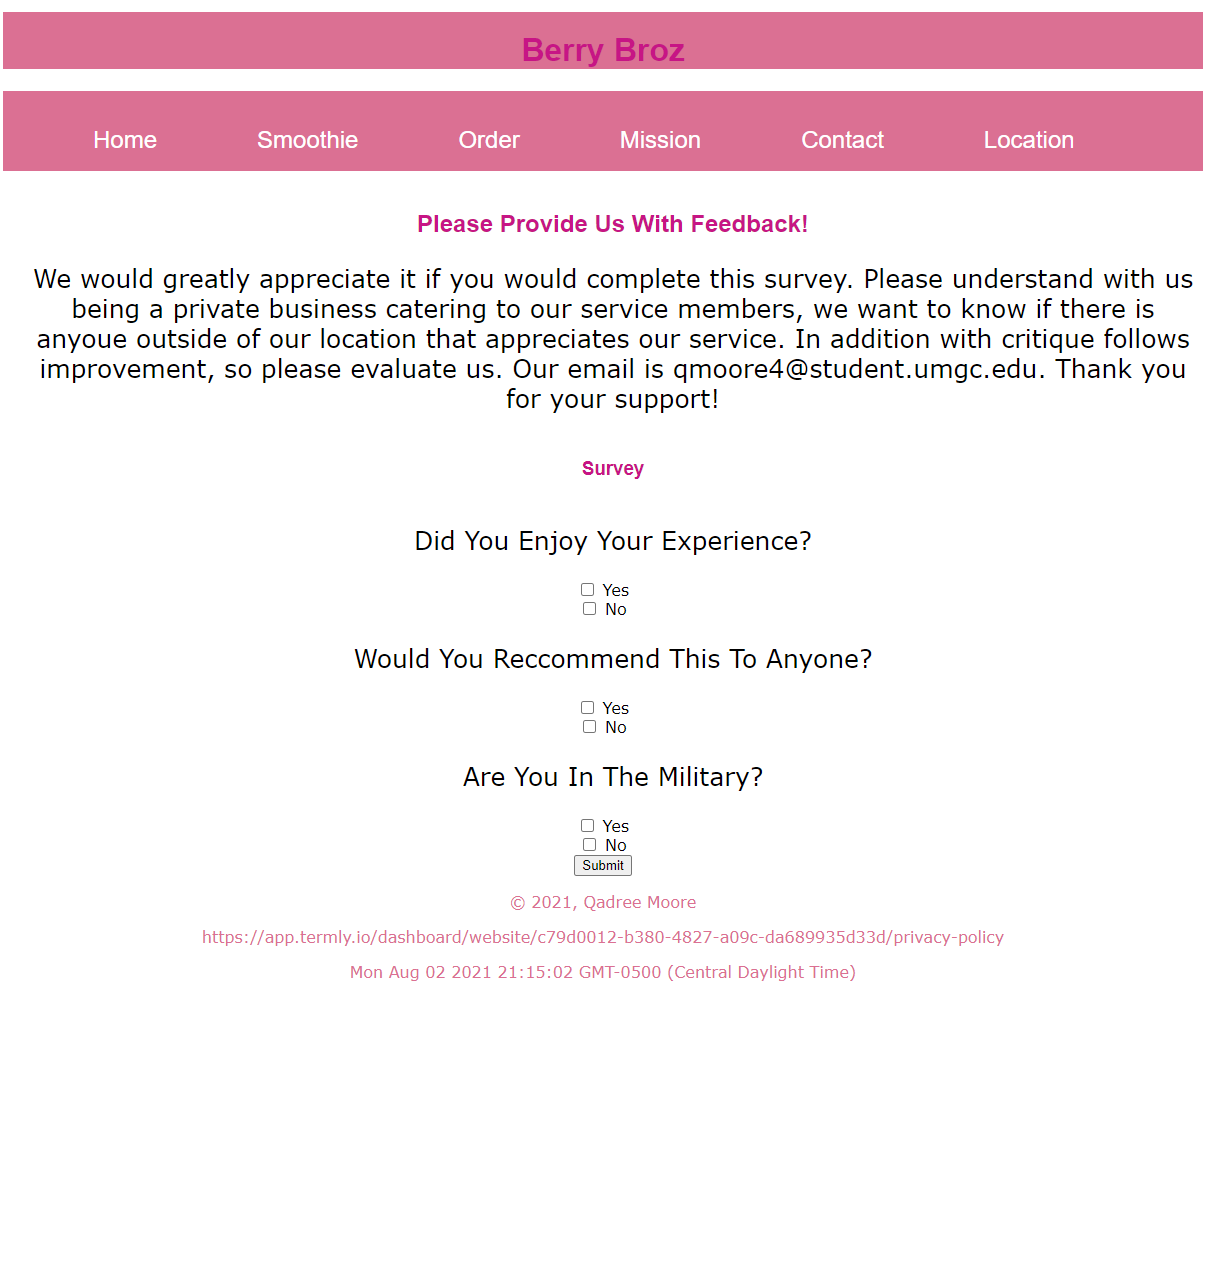 Berry Broz
Home Smoothie Order Mission Contact Location
Please Provide Us With Feedback!
We would greatly appreciate it if you would complete this survey. Please understand with us
being a private business catering to our service members, we want to know if there is
anyoue outside of our location that appreciates our service. In addition with critique follows
improvement, so please evaluate us. Our email is qmoore4@student.umgc.edu. Thank you
for your support!
Survey
Did You Enjoy Your Experience?
Yes
No
Would You Reccommend This To Anyone?
Yes
No
Are You In The Military?
Yes
No
Submit
© 2021, Qadree Moore
https://app.termly.io/dashboard/website/c79d0012-b380-4827-a09c-da689935d33d/privacy-policy
Mon Aug 02 2021 21:15:02 GMT-0500 (Central Daylight Time)